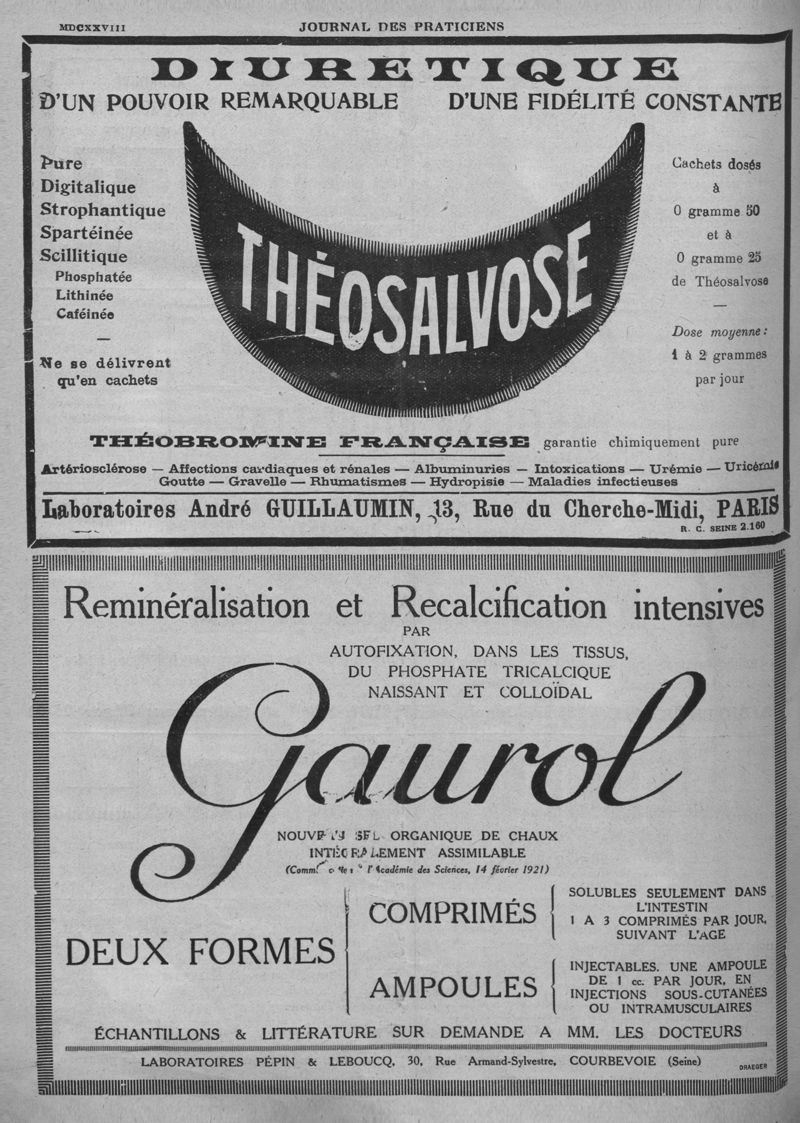 MDCXXVIII
JOURNAL DES PRATICIENS
DIURETIQUE
D'UN POUVOIR REMARQUABLE
D'UNE FIDÉLITÉ CONSTANTE
Pure
Digitalique
Strophantique
Spartéinée
Scillitique
Phosphatée
Lithinée
Caféinée
Ne se délivrent
qu'en cachets
THÉOSALVOSE
Cachets dosés
à
0 gramme 50
et à
0 gramme 25
de Théosalvose
Dose moyenne :
1 à 2 grammes
par jour
THÉOBROMINE FRANÇAISE garantie chimiquement pure
Artériosclérose — Affections cardiaques et rénales — Albuminuries — Intoxications — Urémie — Uricémie
Goutte — Gravelle — Rhumatismes — Hydropisie — Maladies infectieuses
Laboratoires André GUILLAUMIN, 13, Rue du Cherche-Midi, PARIS
R. C. SEINE 2.160
Reminéralisation et Recalcification intensives
PAR
AUTOFIXATION, DANS LES TISSUS,
DU PHOSPHATE TRICALCIQUE
NAISSANT ET COLLOÏDAL
Gaurol
NOUVEAU SEL ORGANIQUE DE CHAUX
INTÉGRALEMENT ASSIMILABLE
l'Académie des Sciences, 14 février 1921)
DEUX FORMES
COMPRIMÉS
SOLUBLES SEULEMENT DANS
L'INTESTIN
1 A 3 COMPRIMÉS PAR JOUR,
SUIVANT L'AGE
AMPOULES
INJECTABLES. UNE AMPOULE
DE 1 cc. PAR JOUR, EN
INJECTIONS SOUS-CUTANÉES
OU INTRAMUSCULAIRES
ÉCHANTILLONS & LITTÉRATURE SUR DEMANDE A MM. LES DOCTEURS
LABORATOIRES PÉPIN & LEBOUCQ, 30, Rue Armand-Sylvestre, COURBEVOIE (Seine)
DRAEGER